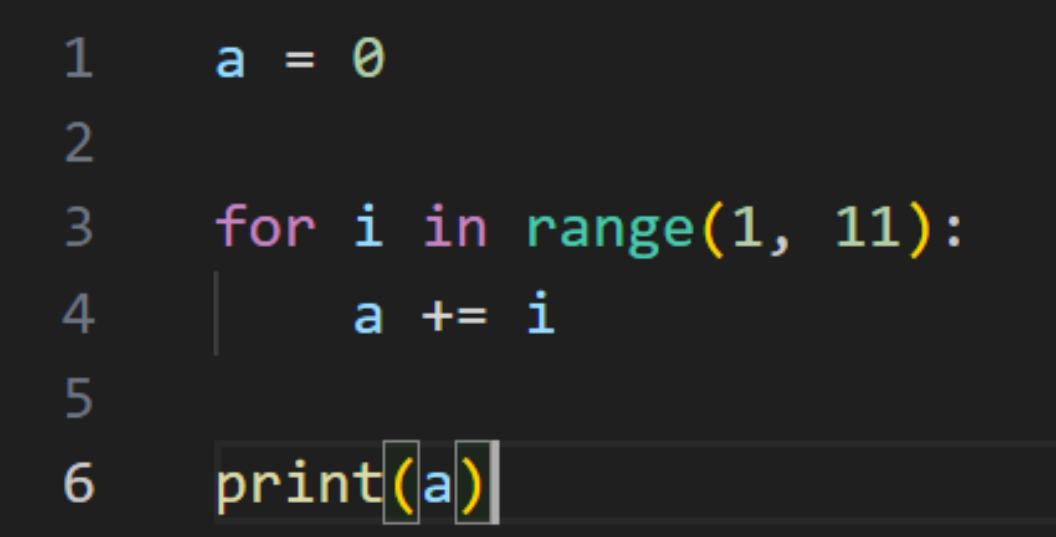 1 a = 0
2
3 for i in range(1, 11):
4     a += i
5
6 print(a)